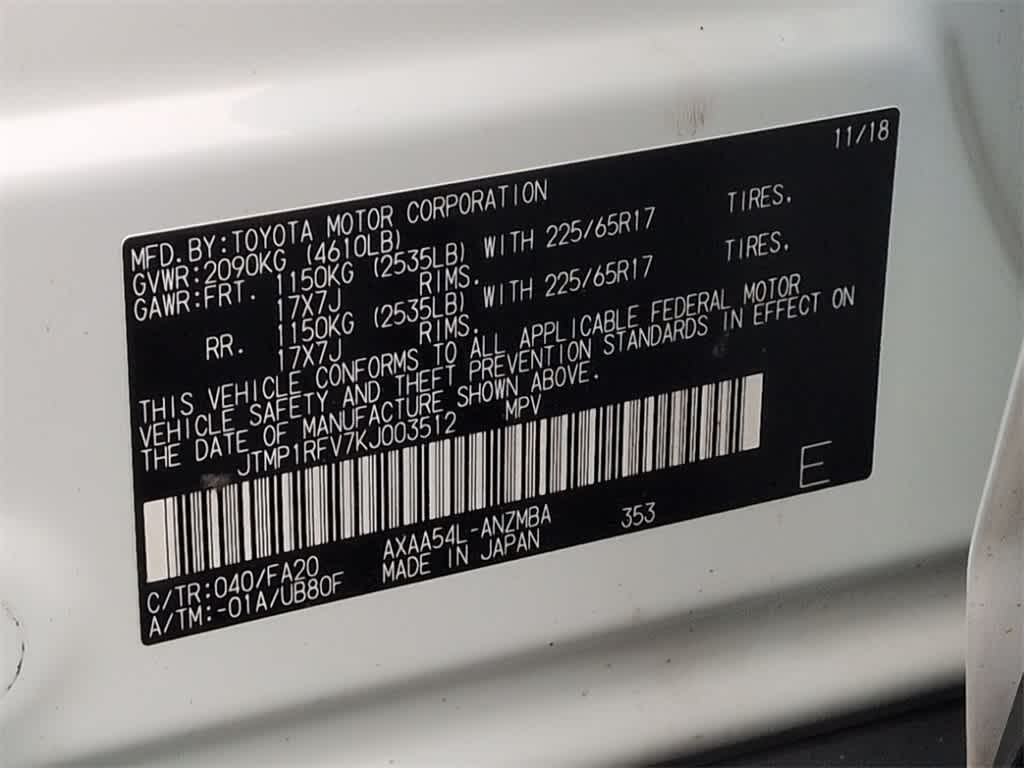 11/18
MFD.BY:TOYOTA MOTOR CORPORATION
GVWR:2090KG (4610LB)
GAWR:FRT. 1150KG (2535LB) WITH 225/65R17 TIRES.
17X7J RIMS.
RR. 1150KG (2535LB) WITH 225/65R17 TIRES.
17X7J RIMS.
THIS VEHICLE CONFORMS TO ALL APPLICABLE FEDERAL MOTOR
VEHICLE SAFETY AND THEFT PREVENTION STANDARDS IN EFFECT ON
THE DATE OF MANUFACTURE SHOWN ABOVE.
JTMP1RFV7KJ003512 MPV
E
C/TR:040/FA20 AXAA54L-ANZMBA 353
A/TM:-01A/UB80F MADE IN JAPAN